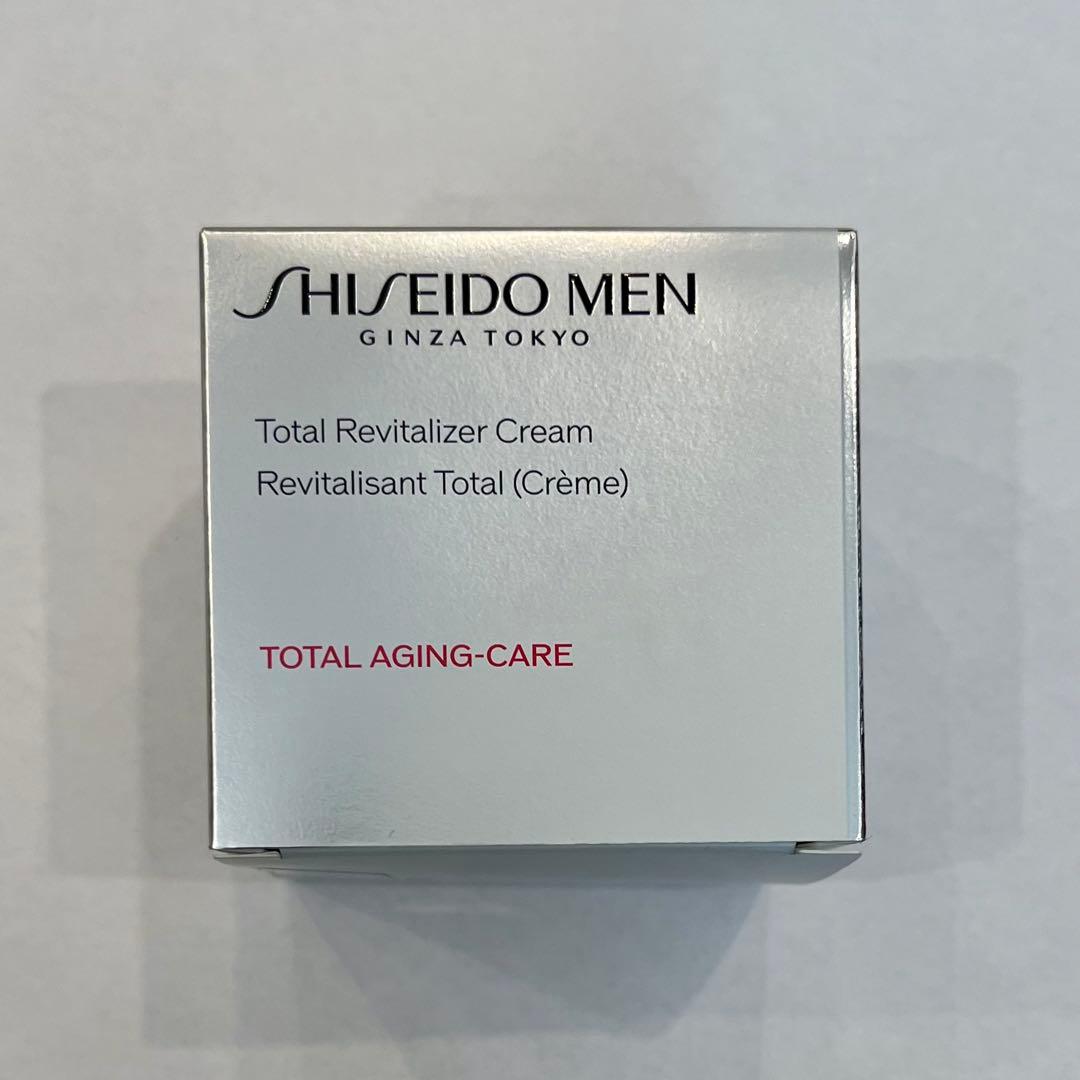 SHISEIDO MEN
GINZA TOKYO
Total Revitalizer Cream
Revitalisant Total (Crème)
TOTAL AGING-CARE